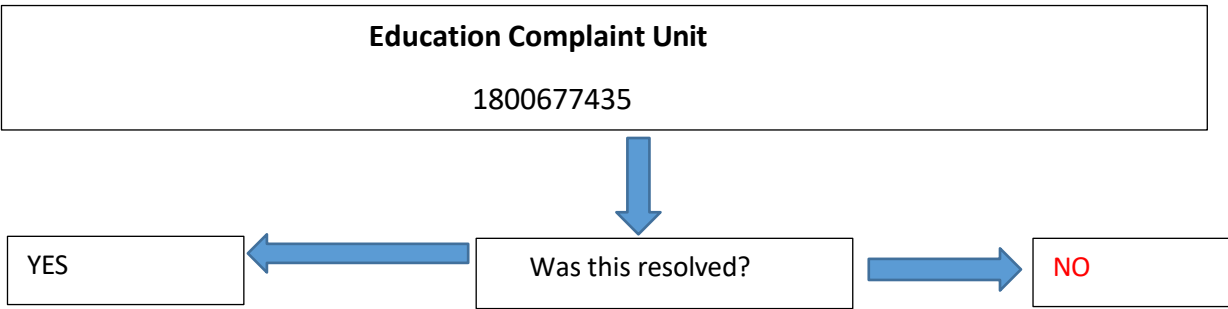 Education Complaint Unit
1800677435
YES
Was this resolved?
NO